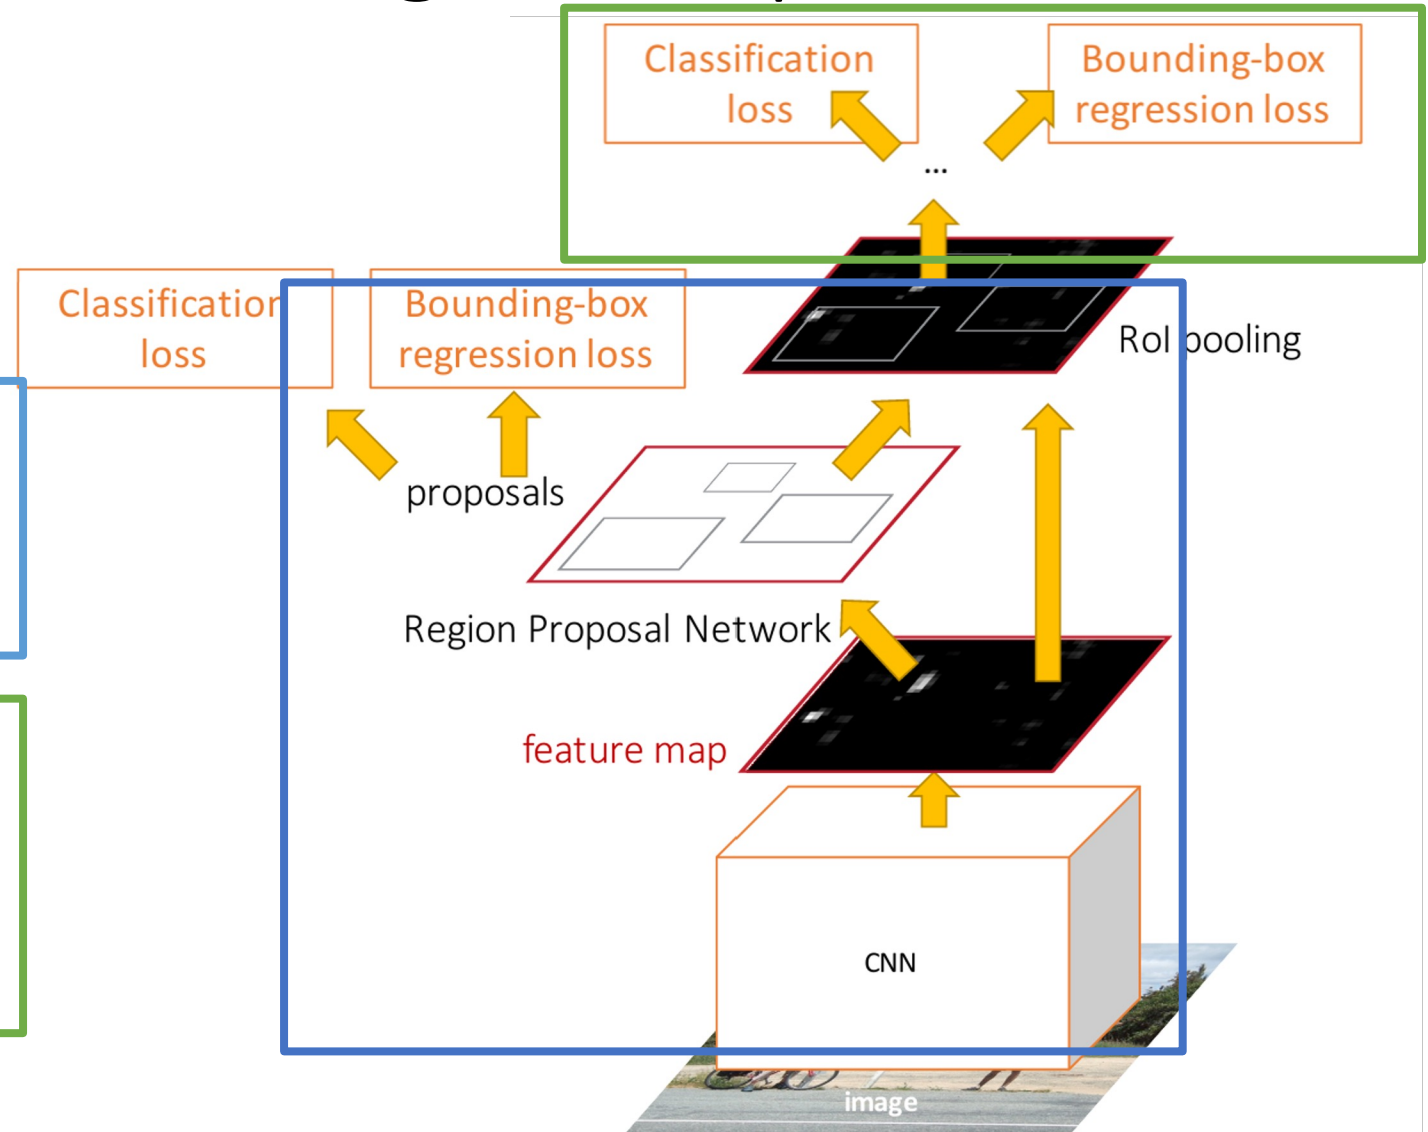 Classification
loss
Bounding-box
regression loss
...
Classification
loss
Bounding-box
regression loss
RoI pooling
proposals
Region Proposal Network
feature map
CNN
image